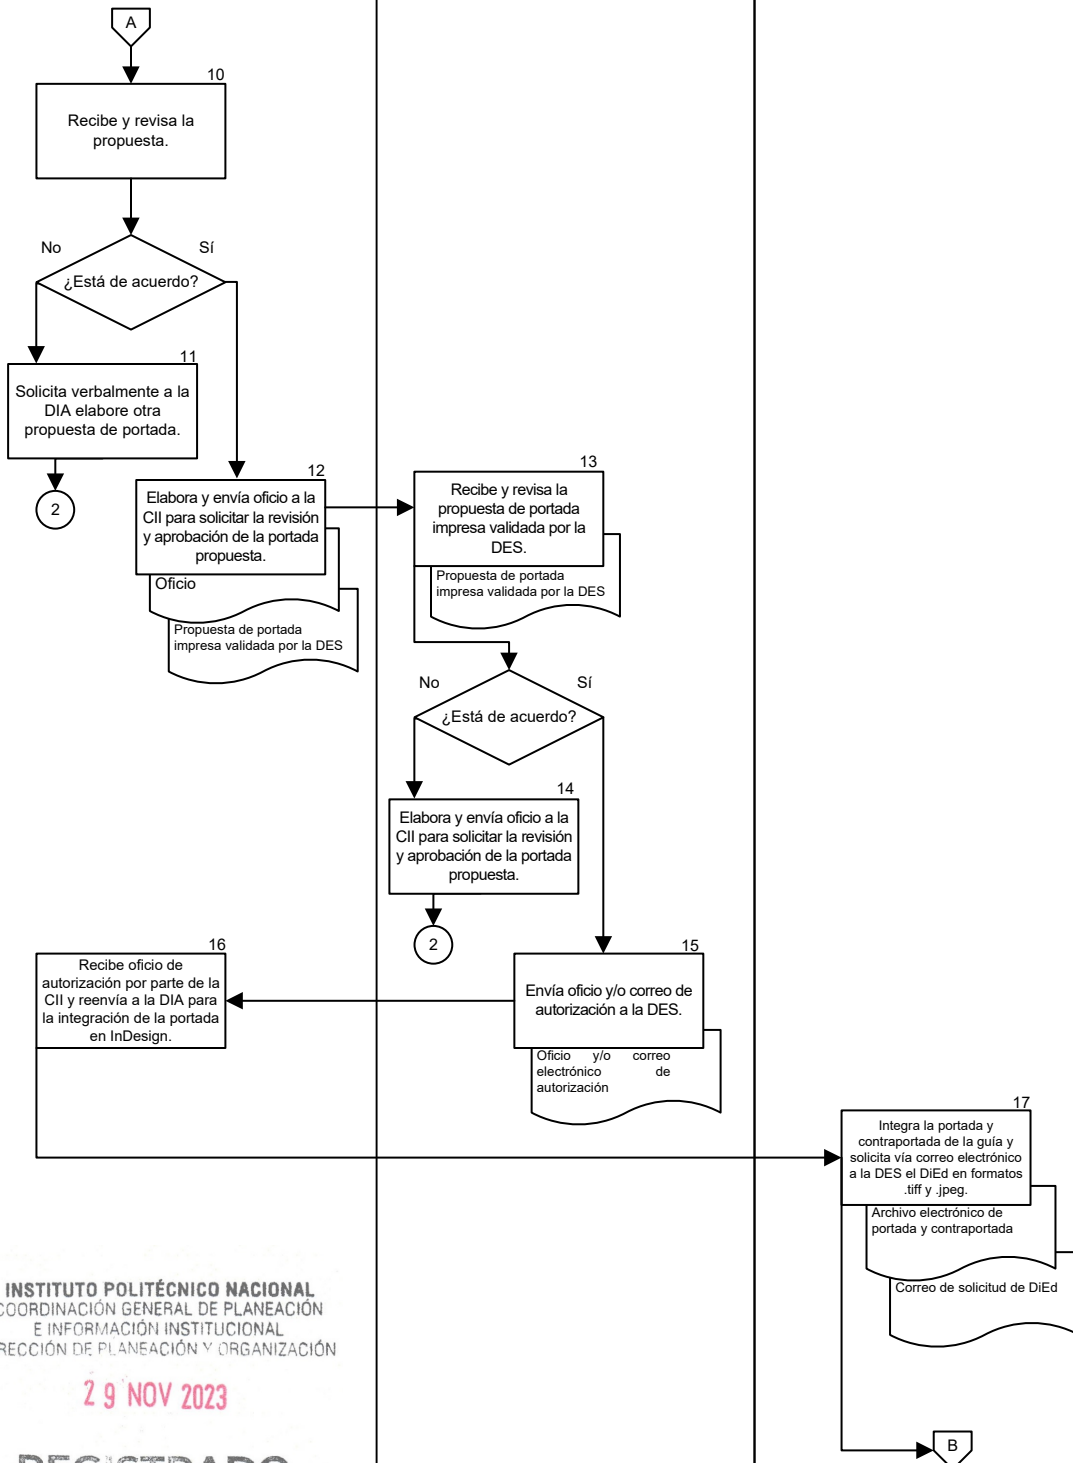 A
10
Recibe y revisa la
propuesta.
No
Sí
¿Está de acuerdo?
11
Solicita verbalmente a la
DIA elabore otra
propuesta de portada.
2
12
Elabora y envía oficio a la
CII para solicitar la revisión
y aprobación de la portada
propuesta.
Oficio
Propuesta de portada
impresa validada por la DES
13
Recibe y revisa la
propuesta de portada
impresa validada por la
DES.
Propuesta de portada
impresa validada por la DES
No
Sí
¿Está de acuerdo?
14
Elabora y envía oficio a la
CII para solicitar la revisión
y aprobación de la portada
propuesta.
2
15
Envía oficio y/o correo de
autorización a la DES.
Oficio y/o correo
electrónico de
autorización
16
Recibe oficio de
autorización por parte de la
CII y reenvía a la DIA para
la integración de la portada
en InDesign.
17
Integra la portada y
contraportada de la guía y
solicita vía correo electrónico
a la DES el DiEd en formatos
.tiff y .jpeg.
Archivo electrónico de
portada y contraportada
Correo de solicitud de DiEd
B
INSTITUTO POLITÉCNICO NACIONAL
COORDINACIÓN GENERAL DE PLANEACIÓN
E INFORMACIÓN INSTITUCIONAL
RECCIÓN DE PLANEACIÓN Y ORGANIZACIÓN
29 NOV 2023
REGISTRADO